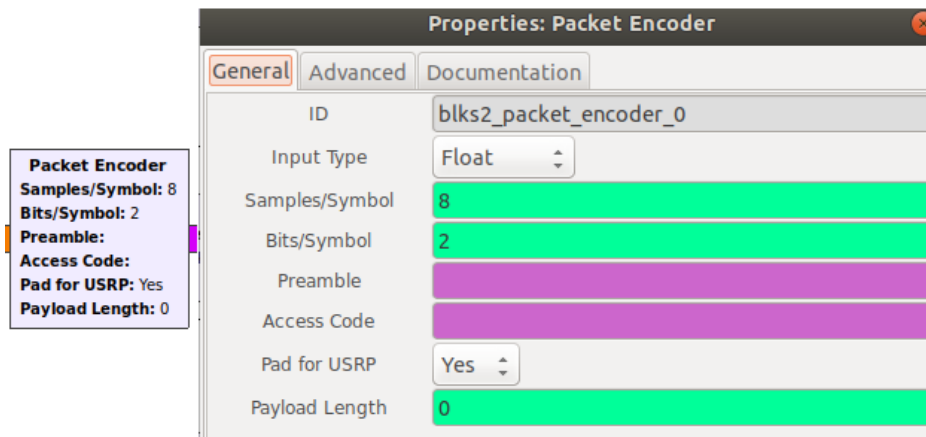 Packet Encoder
Samples/Symbol: 8
Bits/Symbol: 2
Preamble:
Access Code:
Pad for USRP: Yes
Payload Length: 0
Properties: Packet Encoder
General Advanced Documentation
ID blks2_packet_encoder_0
Input Type Float
Samples/Symbol 8
Bits/Symbol 2
Preamble
Access Code
Pad for USRP Yes
Payload Length 0